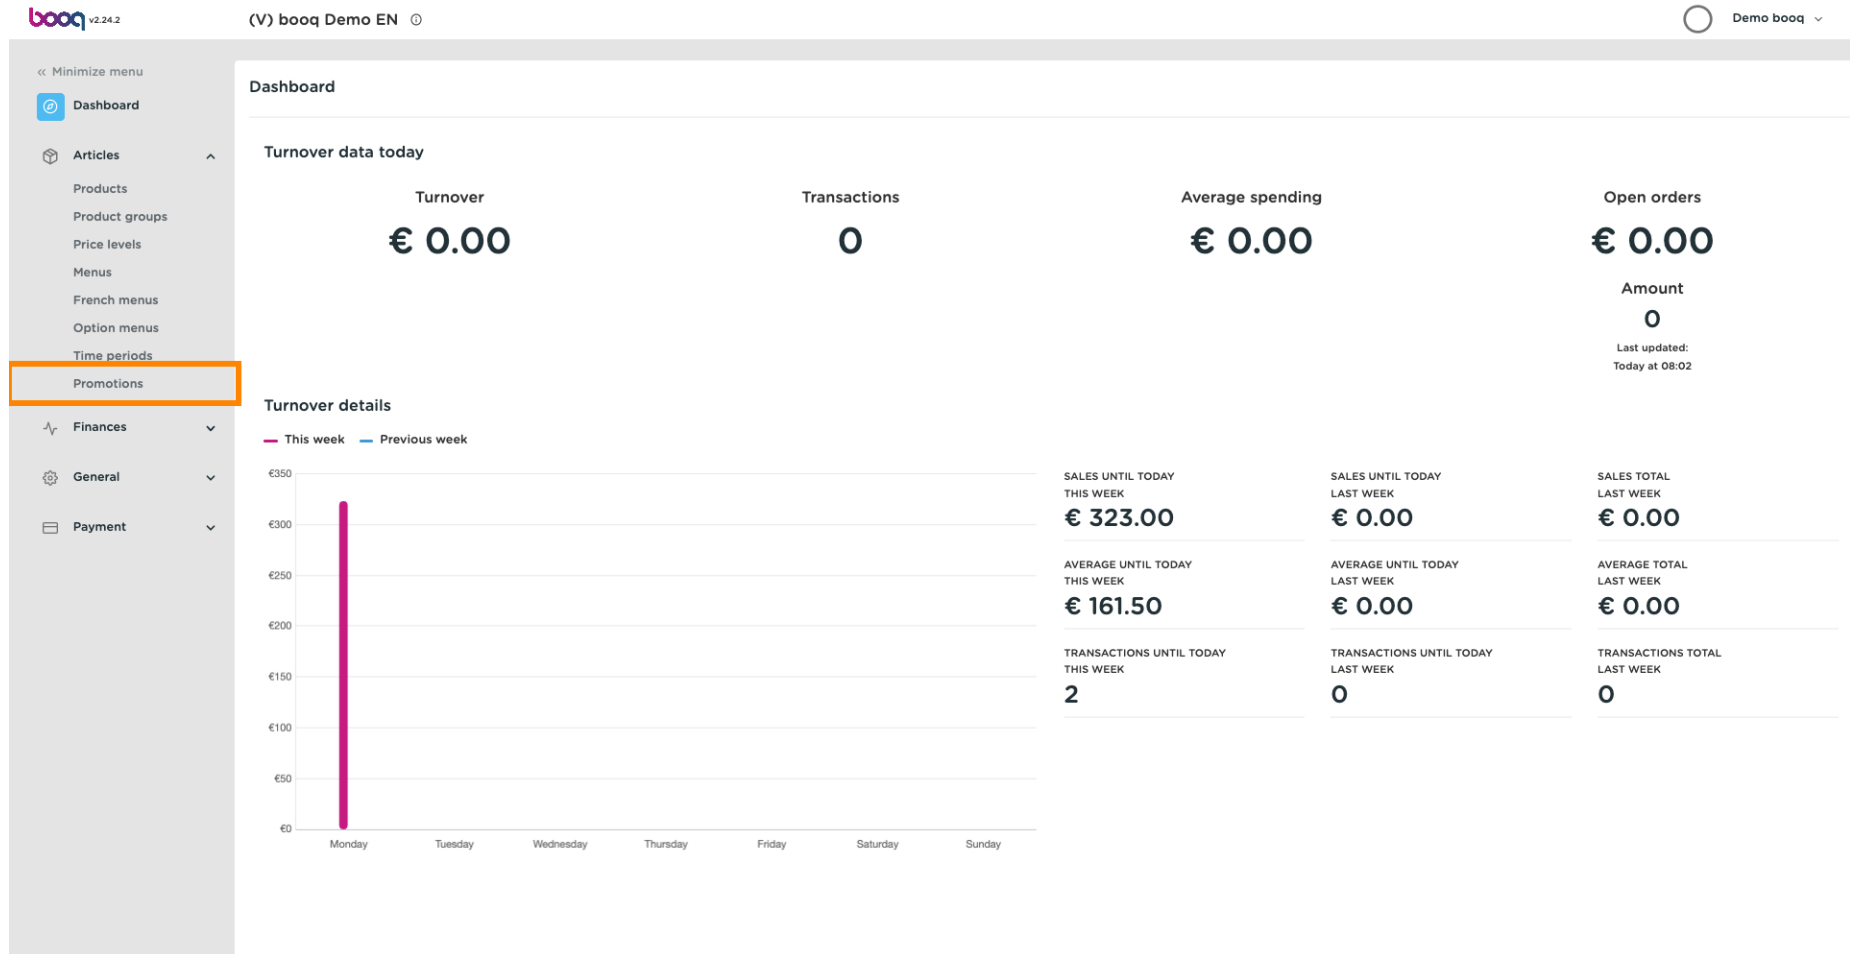 booq v2.24.2
(V) booq Demo EN
Demo booq
« Minimize menu
Dashboard
Articles
Products
Product groups
Price levels
Menus
French menus
Option menus
Time periods
Promotions
Finances
General
Payment
Dashboard
Turnover data today
Turnover
€ 0.00
Transactions
0
Average spending
€ 0.00
Open orders
€ 0.00
Amount
0
Last updated:
Today at 08:02
Turnover details
This week
Previous week
€350
€300
€250
€200
€150
€100
€50
€0
Monday
Tuesday
Wednesday
Thursday
Friday
Saturday
Sunday
SALES UNTIL TODAY
THIS WEEK
€ 323.00
SALES UNTIL TODAY
LAST WEEK
€ 0.00
SALES TOTAL
LAST WEEK
€ 0.00
AVERAGE UNTIL TODAY
THIS WEEK
€ 161.50
AVERAGE UNTIL TODAY
LAST WEEK
€ 0.00
AVERAGE TOTAL
LAST WEEK
€ 0.00
TRANSACTIONS UNTIL TODAY
THIS WEEK
2
TRANSACTIONS UNTIL TODAY
LAST WEEK
0
TRANSACTIONS TOTAL
LAST WEEK
0